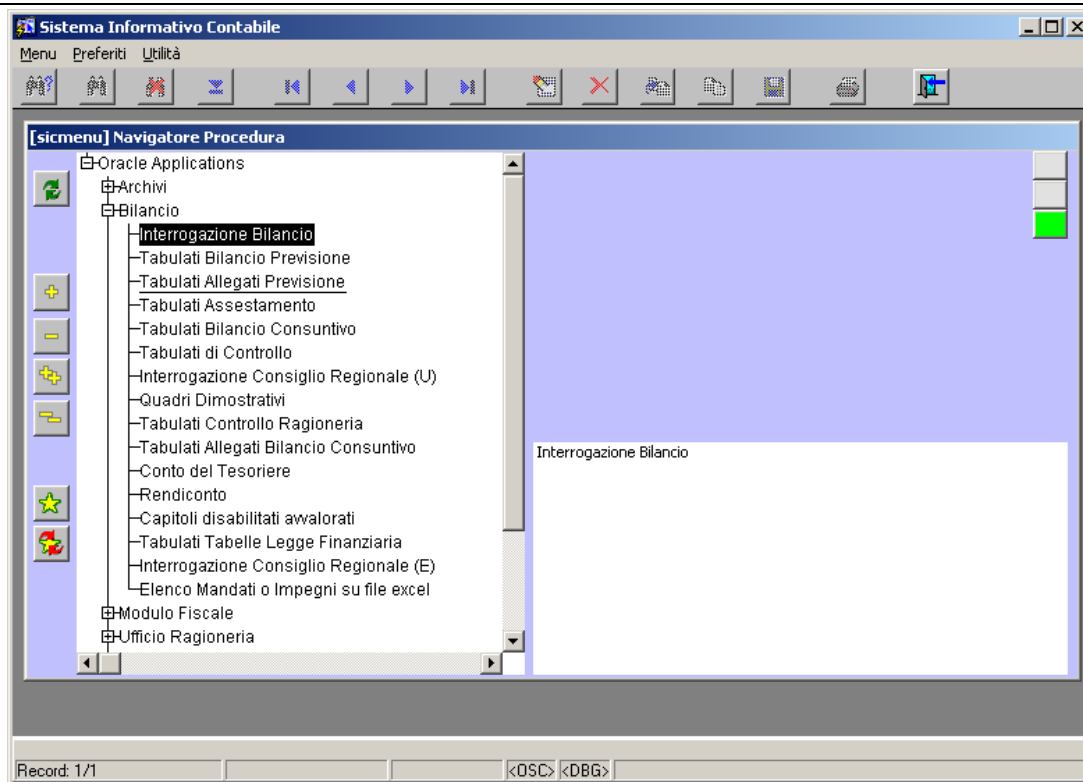 Sistema Informativo Contabile
Menu Preferiti Utilità
[sicmenu] Navigatore Procedura
Oracle Applications
Archivi
Bilancio
Interrogazione Bilancio
Tabulati Bilancio Previsione
Tabulati Allegati Previsione
Tabulati Assestamento
Tabulati Bilancio Consuntivo
Tabulati di Controllo
Interrogazione Consiglio Regionale (U)
Quadri Dimostrativi
Tabulati Controllo Ragioneria
Tabulati Allegati Bilancio Consuntivo
Conto del Tesoriere
Rendiconto
Capitoli disabilitati avvalorati
Tabulati Tabelle Legge Finanziaria
Interrogazione Consiglio Regionale (E)
Elenco Mandati o Impegni su file excel
Modulo Fiscale
Ufficio Ragioneria
Interrogazione Bilancio
Record: 1/1 <OSC> <DBG>